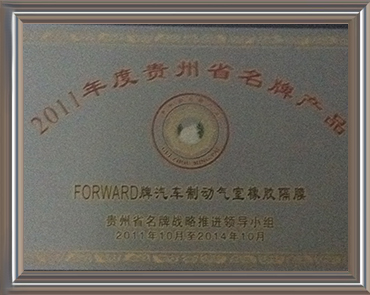 2011年度贵州省名牌产品
FORWARD牌汽车制动气室橡胶隔膜
贵州省名牌战略推进领导小组
2011年10月至2014年10月